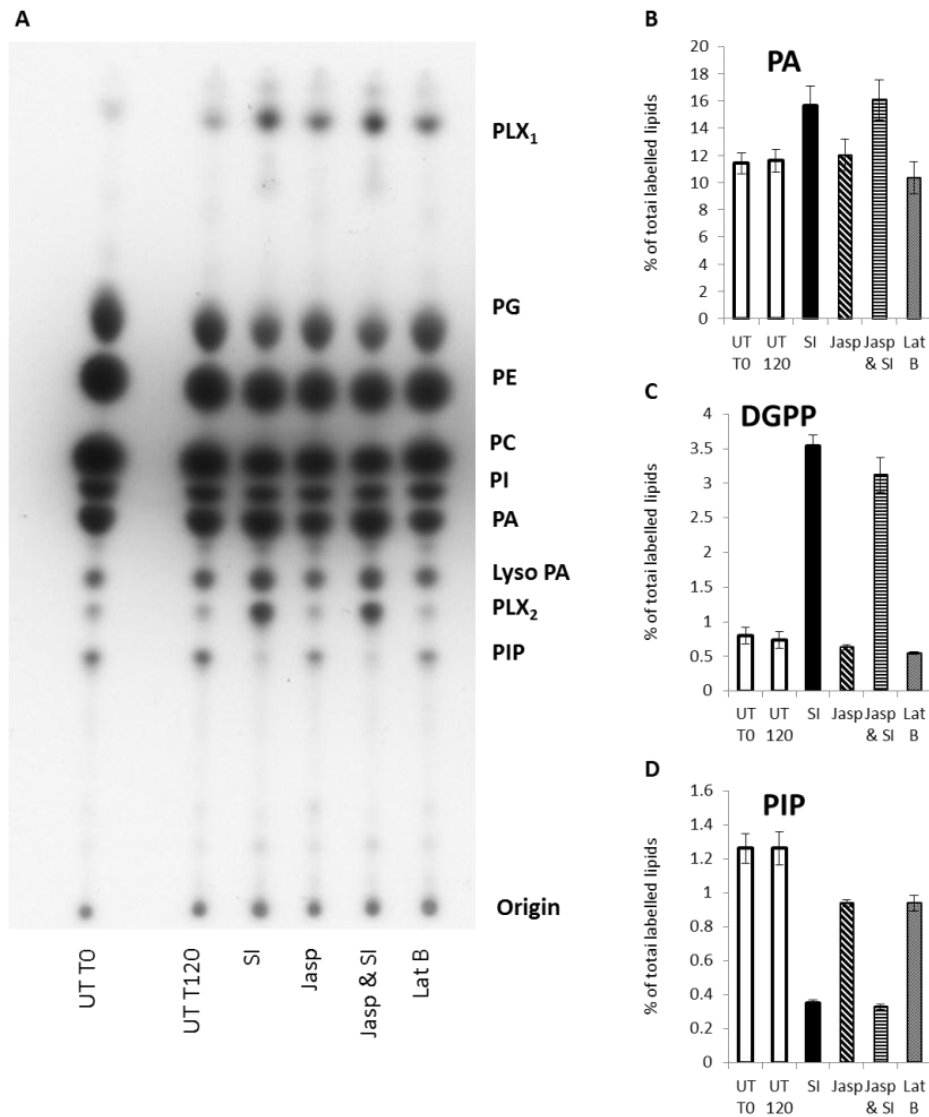 A
PLX₁
PG
PE
PC
PI
PA
Lyso PA
PLX₂
PIP
Origin
UT T0
UT T120
SI
Jasp
Jasp & SI
Lat B
B
PA
% of total labelled lipids
20
18
16
14
12
10
8
6
4
2
0
UT T0
UT 120
SI
Jasp
Jasp & SI
Lat B
C
DGPP
% of total labelled lipids
4
3.5
3
2.5
2
1.5
1
0.5
0
UT T0
UT 120
SI
Jasp
Jasp & SI
Lat B
D
PIP
% of total labelled lipids
1.6
1.4
1.2
1
0.8
0.6
0.4
0.2
0
UT T0
UT 120
SI
Jasp
Jasp & SI
Lat B